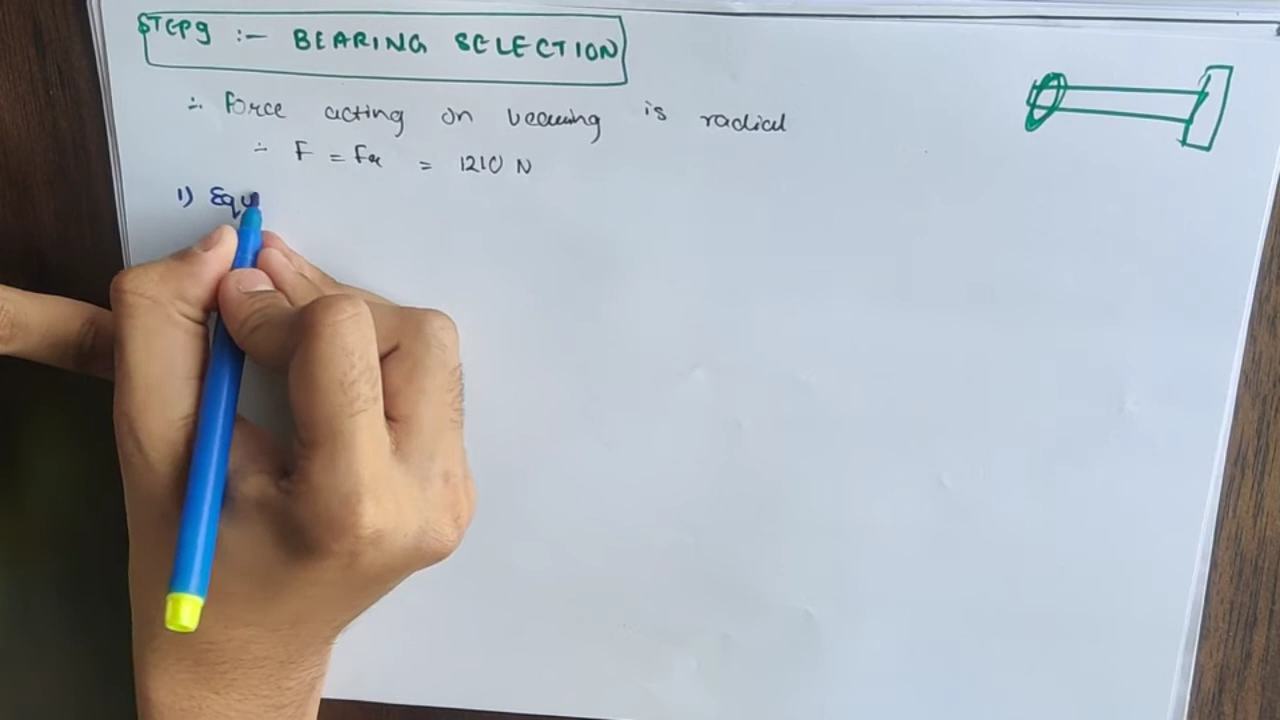 STEP 9 :- BEARING SELECTION
∴ Force acting on bearing is radial
∴ F = Fr = 1210 N
1) Equ